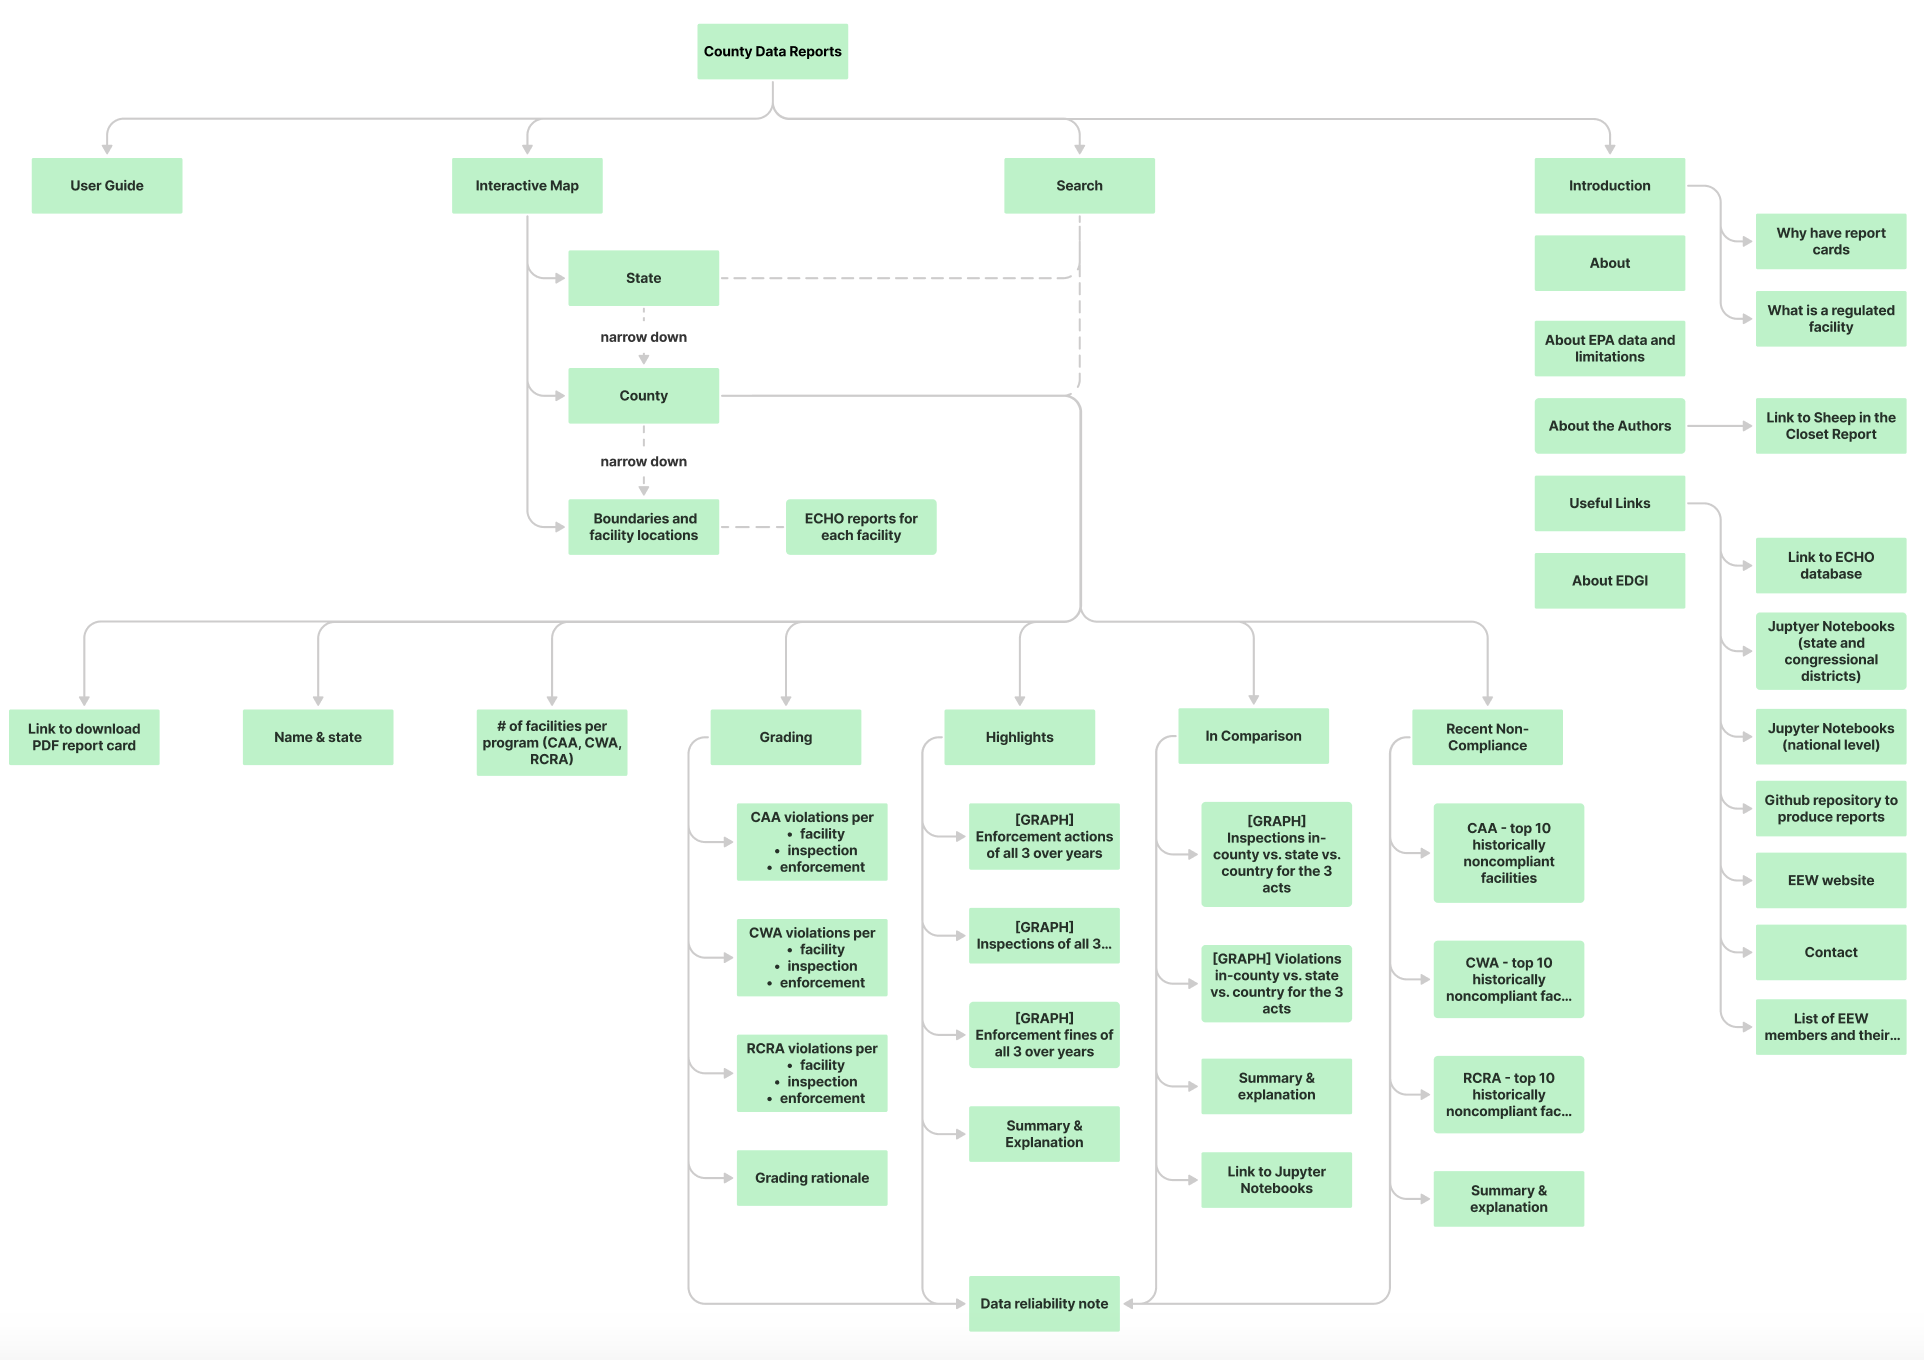 County Data Reports
User Guide
Interactive Map
Search
Introduction
Why have report
cards
What is a regulated
facility
About
About EPA data and
limitations
About the Authors
Link to Sheep in the
Closet Report
Useful Links
About EDGI
Link to ECHO
database
Juptyer Notebooks
(state and
congressional
districts)
Jupyter Notebooks
(national level)
Github repository to
produce reports
EEW website
Contact
List of EEW
members and their...
State
narrow down
County
narrow down
Boundaries and
facility locations
ECHO reports for
each facility
Link to download
PDF report card
Name & state
# of facilities per
program (CAA, CWA,
RCRA)
Grading
CAA violations per
• facility
• inspection
• enforcement
CWA violations per
• facility
• inspection
• enforcement
RCRA violations per
• facility
• inspection
• enforcement
Grading rationale
Highlights
[GRAPH]
Enforcement actions
of all 3 over years
[GRAPH]
Inspections of all 3...
[GRAPH]
Enforcement fines of
all 3 over years
Summary &
Explanation
In Comparison
[GRAPH]
Inspections in-
county vs. state vs.
country for the 3
acts
[GRAPH] Violations
in-county vs. state
vs. country for the 3
acts
Summary &
explanation
Link to Jupyter
Notebooks
Recent Non-
Compliance
CAA - top 10
historically
noncompliant
facilities
CWA - top 10
historically
noncompliant fac...
RCRA - top 10
historically
noncompliant fac...
Summary &
explanation
Data reliability note